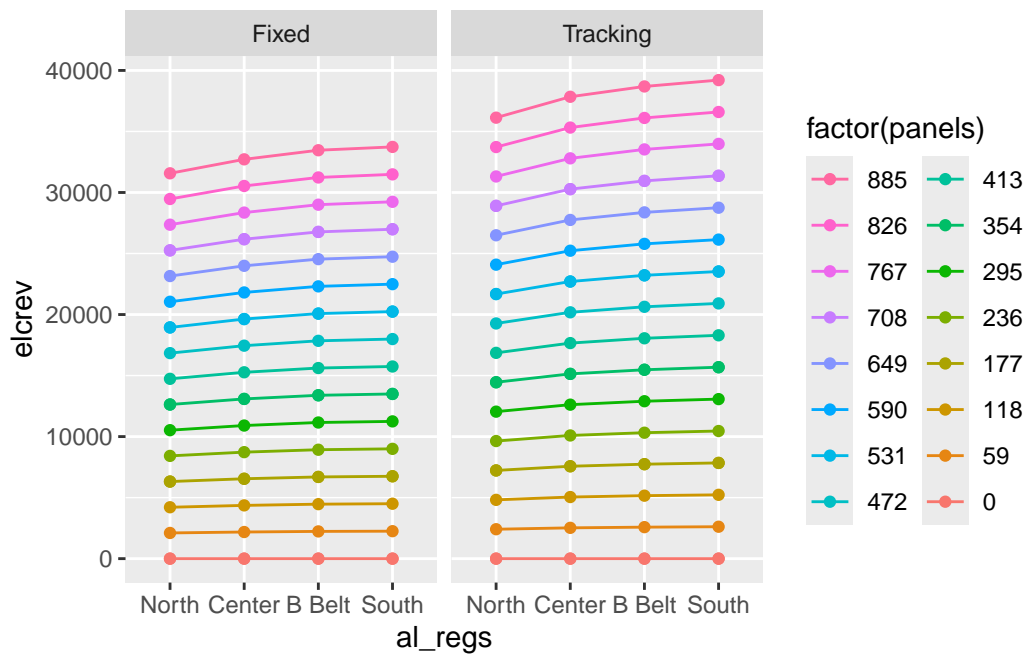 Fixed Tracking
40000
30000
20000
10000
0
elcrev
North Center B Belt South North Center B Belt South
al_regs
factor(panels)
885 413
826 354
767 295
708 236
649 177
590 118
531 59
472 0